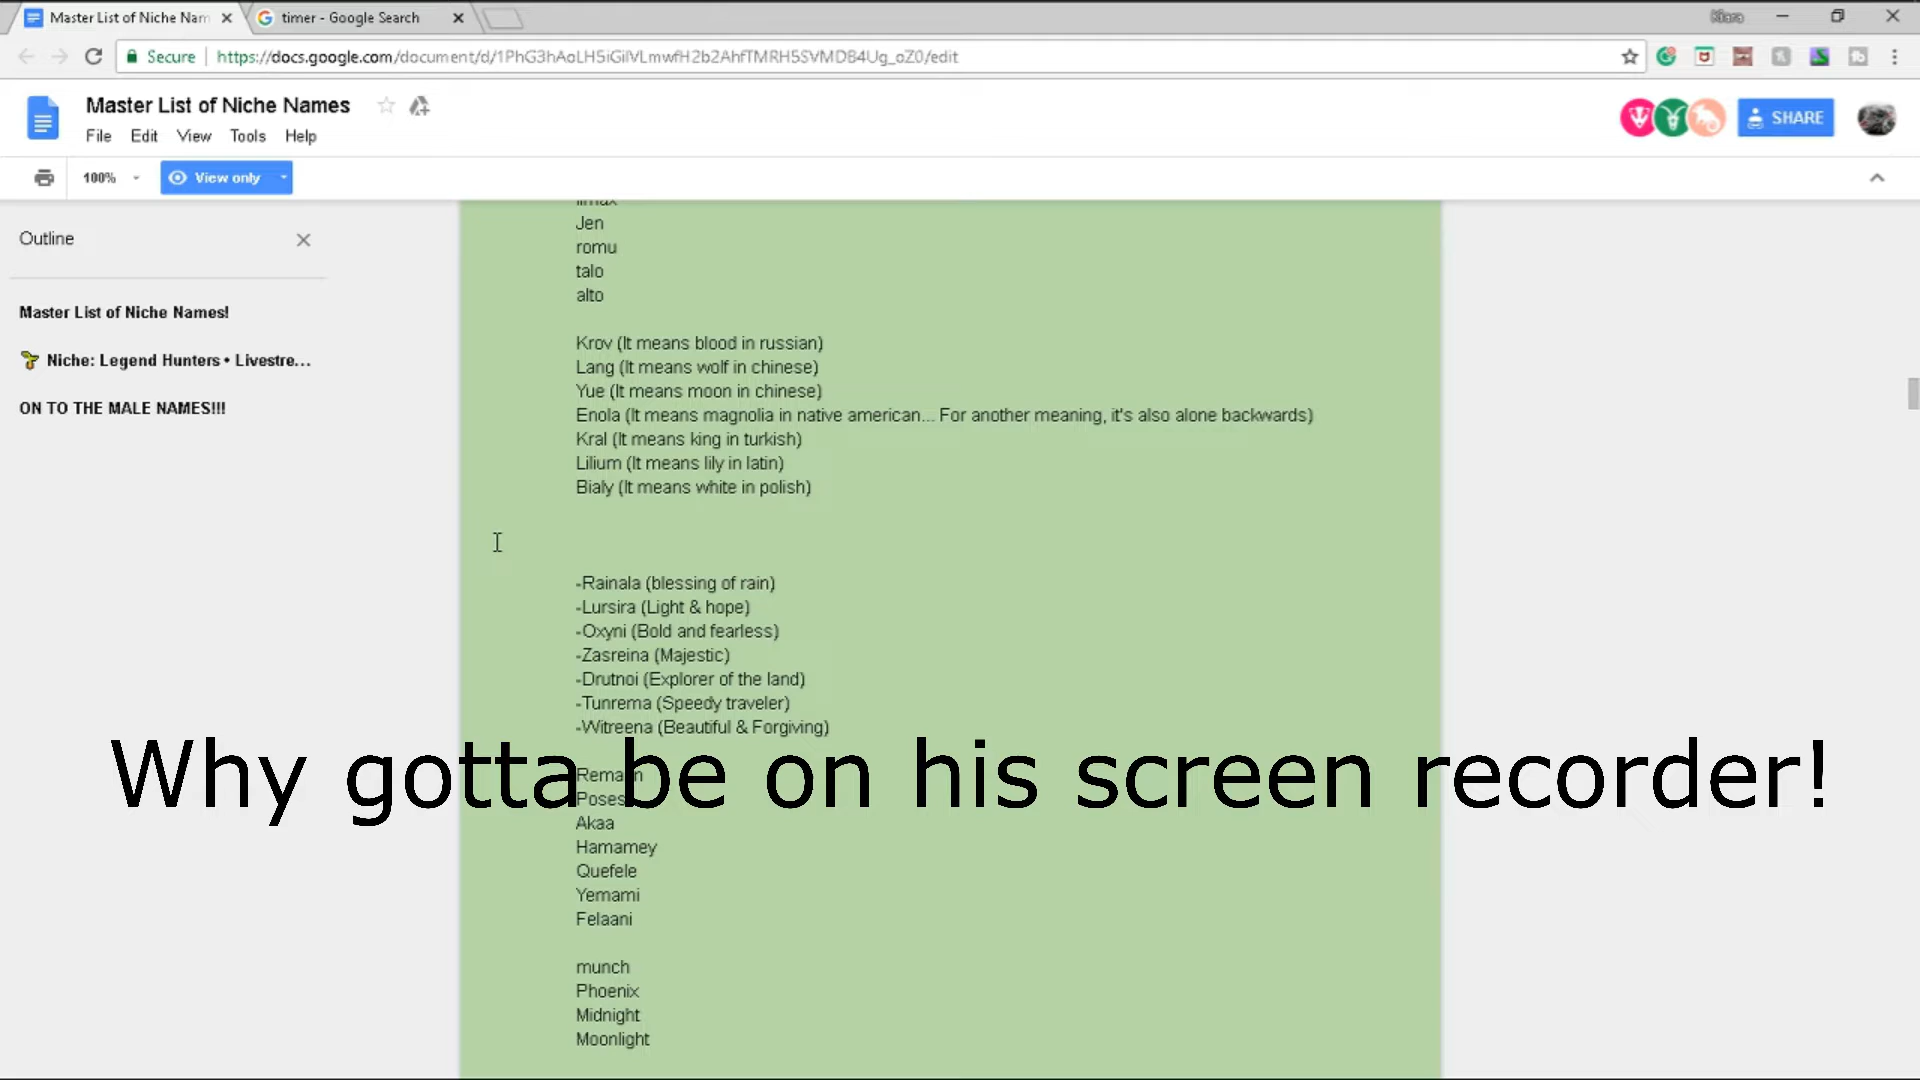 Master List of Niche Nam
timer - Google Search
Kiara
Secure
https://docs.google.com/document/d/1PhG3hAoLH5iGilVLmwfH2b2AhfTMRH5SVMDB4Ug_oZ0/edit
Master List of Niche Names
SHARE
File Edit View Tools Help
100%
View only
Outline
Master List of Niche Names!
Niche: Legend Hunters • Livestre...
ON TO THE MALE NAMES!!!
Jen
romu
talo
alto
Krov (It means blood in russian)
Lang (It means wolf in chinese)
Yue (It means moon in chinese)
Enola (It means magnolia in native american... For another meaning, it's also alone backwards)
Kral (It means king in turkish)
Lilium (It means lily in latin)
Bialy (It means white in polish)
-Rainala (blessing of rain)
-Lursira (Light & hope)
-Oxyni (Bold and fearless)
-Zasreina (Majestic)
-Drutnoi (Explorer of the land)
-Tunrema (Speedy traveler)
-Witreena (Beautiful & Forgiving)
Why gotta be on his screen recorder!
Akaa
Hamamey
Quefele
Yemami
Felaani
munch
Phoenix
Midnight
Moonlight